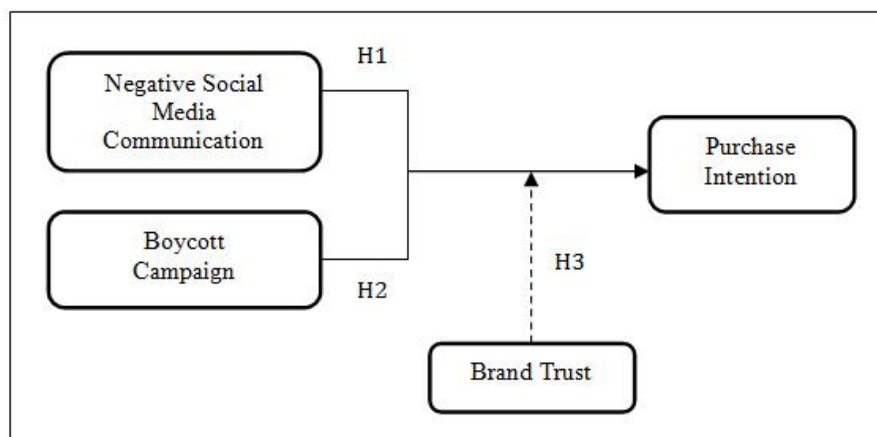 H1
Negative Social
Media
Communication
Purchase
Intention
Boycott
Campaign
H2
H3
Brand Trust